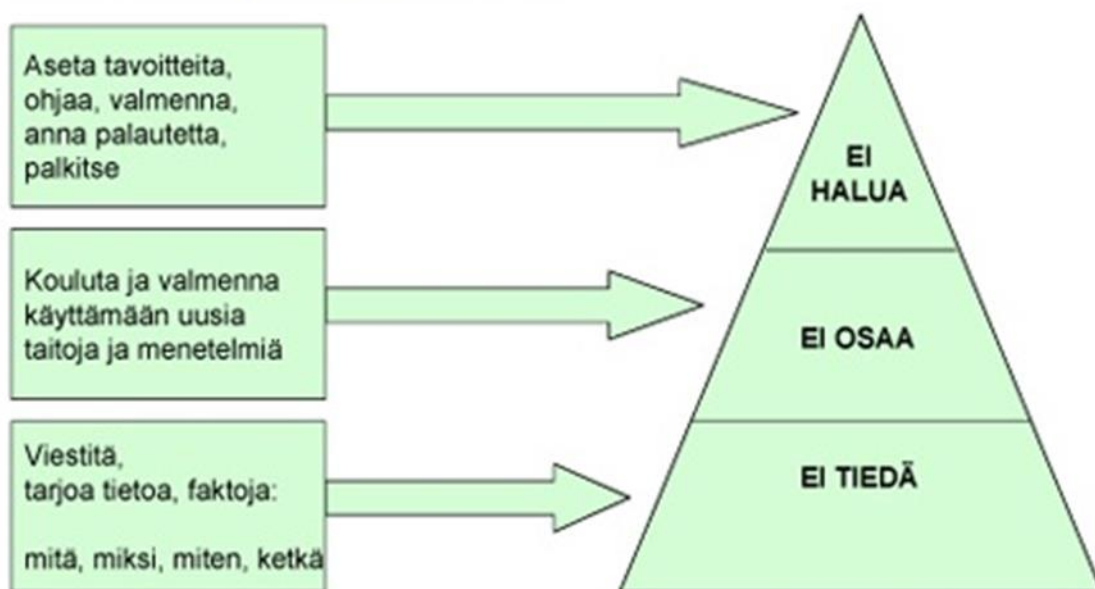 Aseta tavoitteita,
ohjaa, valmenna,
anna palautetta,
palkitse
EI
HALUA
Kouluta ja valmenna
käyttämään uusia
taitoja ja menetelmiä
EI OSAA
Viestitä,
tarjoa tietoa, faktoja:
mitä, miksi, miten, ketkä
EI TIEDÄ